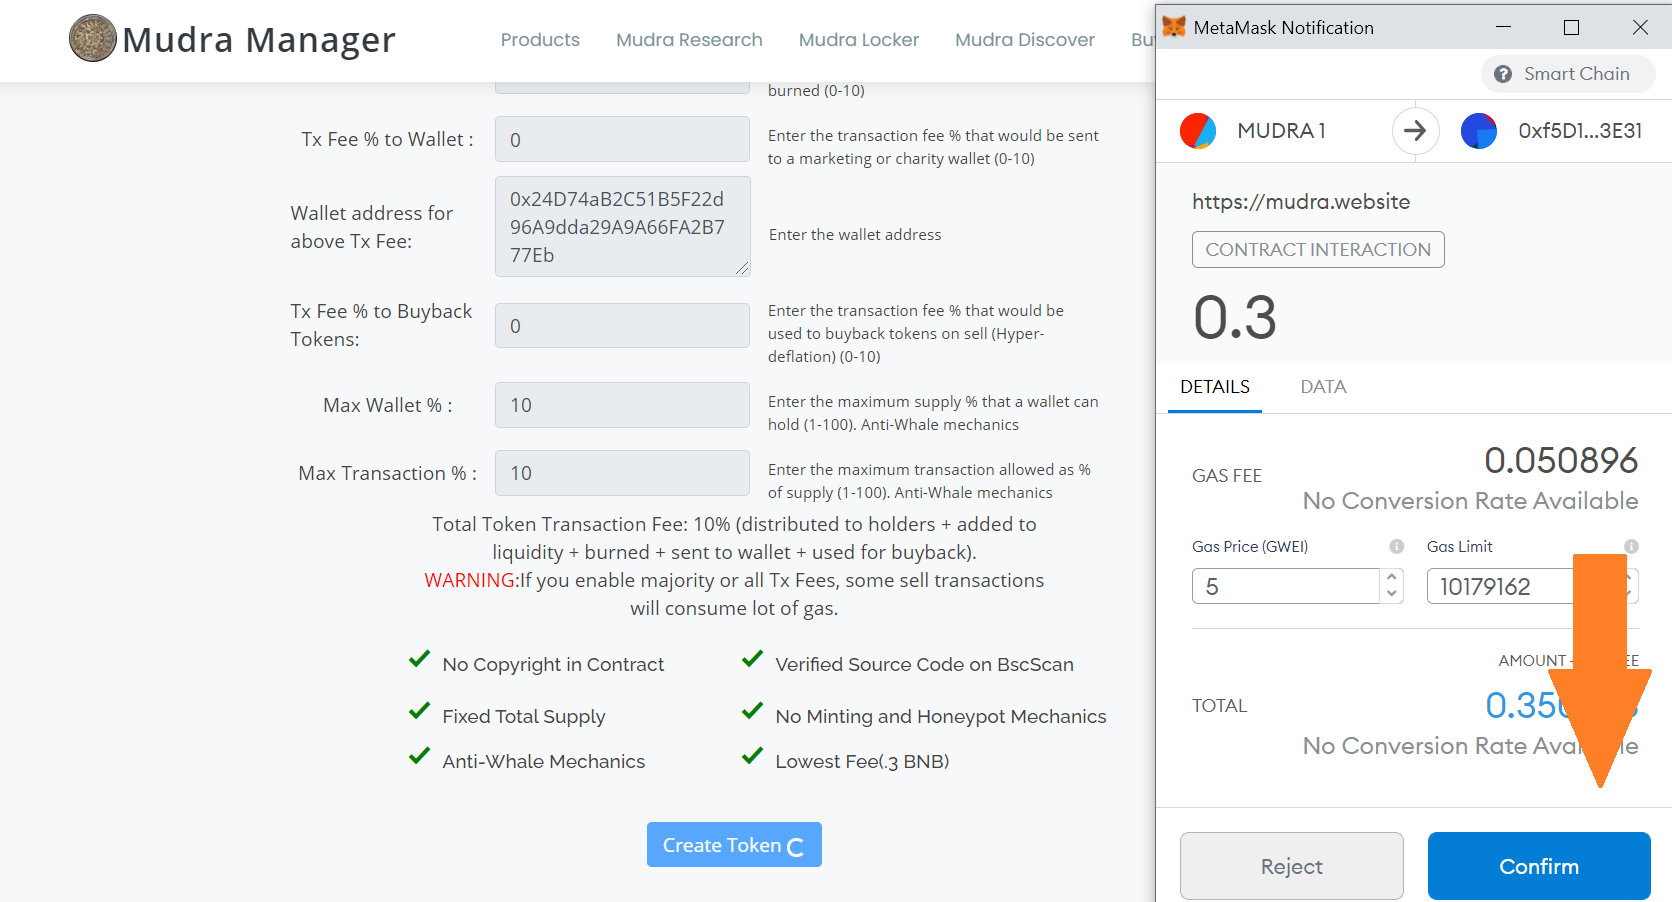 Mudra Manager
Products Mudra Research Mudra Locker Mudra Discover
burned (0-10)
Tx Fee % to Wallet :
0
Enter the transaction fee % that would be sent
to a marketing or charity wallet (0-10)
Wallet address for
above Tx Fee:
0x24D74aB2C51B5F22d
96A9dda29A9A66FA2B7
77Eb
Enter the wallet address
Tx Fee % to Buyback
Tokens:
0
Enter the transaction fee % that would be
used to buyback tokens on sell (Hyper-
deflation) (0-10)
Max Wallet % :
10
Enter the maximum supply % that a wallet can
hold (1-100). Anti-Whale mechanics
Max Transaction % :
10
Enter the maximum transaction allowed as %
of supply (1-100). Anti-Whale mechanics
Total Token Transaction Fee: 10% (distributed to holders + added to
liquidity + burned + sent to wallet + used for buyback).
WARNING:If you enable majority or all Tx Fees, some sell transactions
will consume lot of gas.
No Copyright in Contract
Verified Source Code on BscScan
Fixed Total Supply
No Minting and Honeypot Mechanics
Anti-Whale Mechanics
Lowest Fee(.3 BNB)
Create Token
MetaMask Notification
Smart Chain
MUDRA 1
0xf5D1...3E31
https://mudra.website
CONTRACT INTERACTION
0.3
DETAILS
DATA
GAS FEE
0.050896
No Conversion Rate Available
Gas Price (GWEI)
Gas Limit
5
10179162
AMOUNT
TOTAL
No Conversion Rate
Reject
Confirm